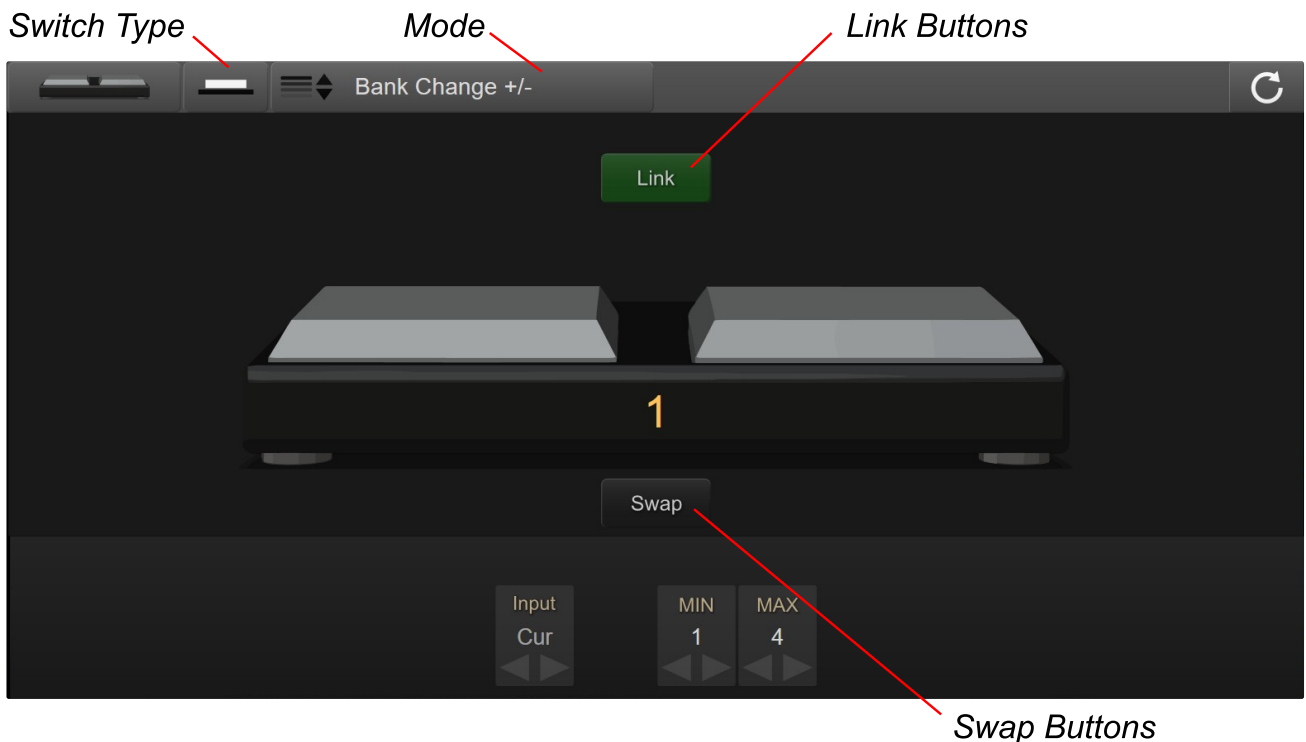 Switch Type
Mode
Link Buttons
Bank Change +/-
Link
1
Swap
Input
MIN
MAX
Cur
1
4
Swap Buttons